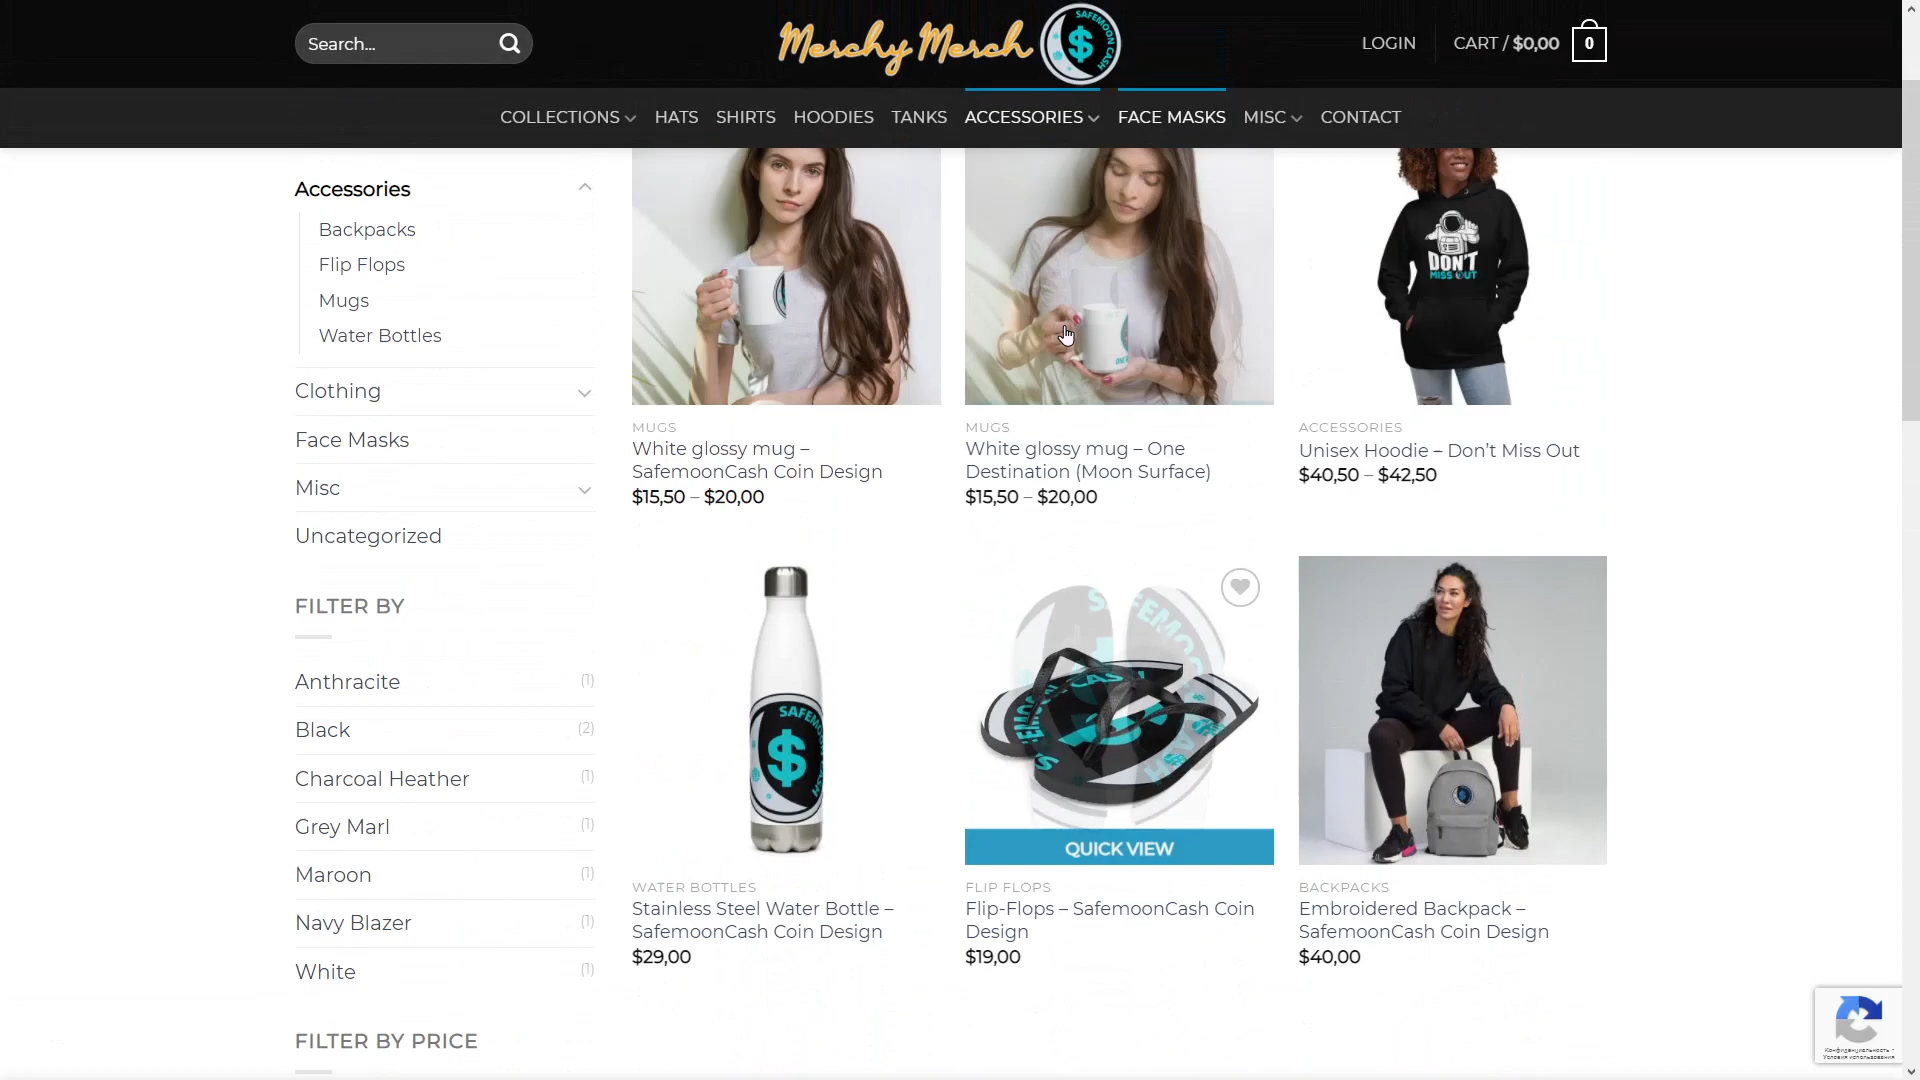 Search...
Merchy Merch
SAFEMOON CASH
$
LOGIN
CART / $0,00
0
COLLECTIONS
HATS
SHIRTS
HOODIES
TANKS
ACCESSORIES
FACE MASKS
MISC
CONTACT
Accessories
Backpacks
Flip Flops
Mugs
Water Bottles
Clothing
Face Masks
Misc
Uncategorized
FILTER BY
Anthracite (1)
Black (2)
Charcoal Heather (1)
Grey Marl (1)
Maroon (1)
Navy Blazer (1)
White (1)
FILTER BY PRICE
MUGS
White glossy mug –
SafemoonCash Coin Design
$15,50 – $20,00
MUGS
White glossy mug – One
Destination (Moon Surface)
$15,50 – $20,00
DON'T
MISS OUT
ACCESSORIES
Unisex Hoodie – Don’t Miss Out
$40,50 – $42,50
$
WATER BOTTLES
Stainless Steel Water Bottle –
SafemoonCash Coin Design
$29,00
QUICK VIEW
FLIP FLOPS
Flip-Flops – SafemoonCash Coin
Design
$19,00
BACKPACKS
Embroidered Backpack –
SafemoonCash Coin Design
$40,00
Конфиденциальность -
Условия использования